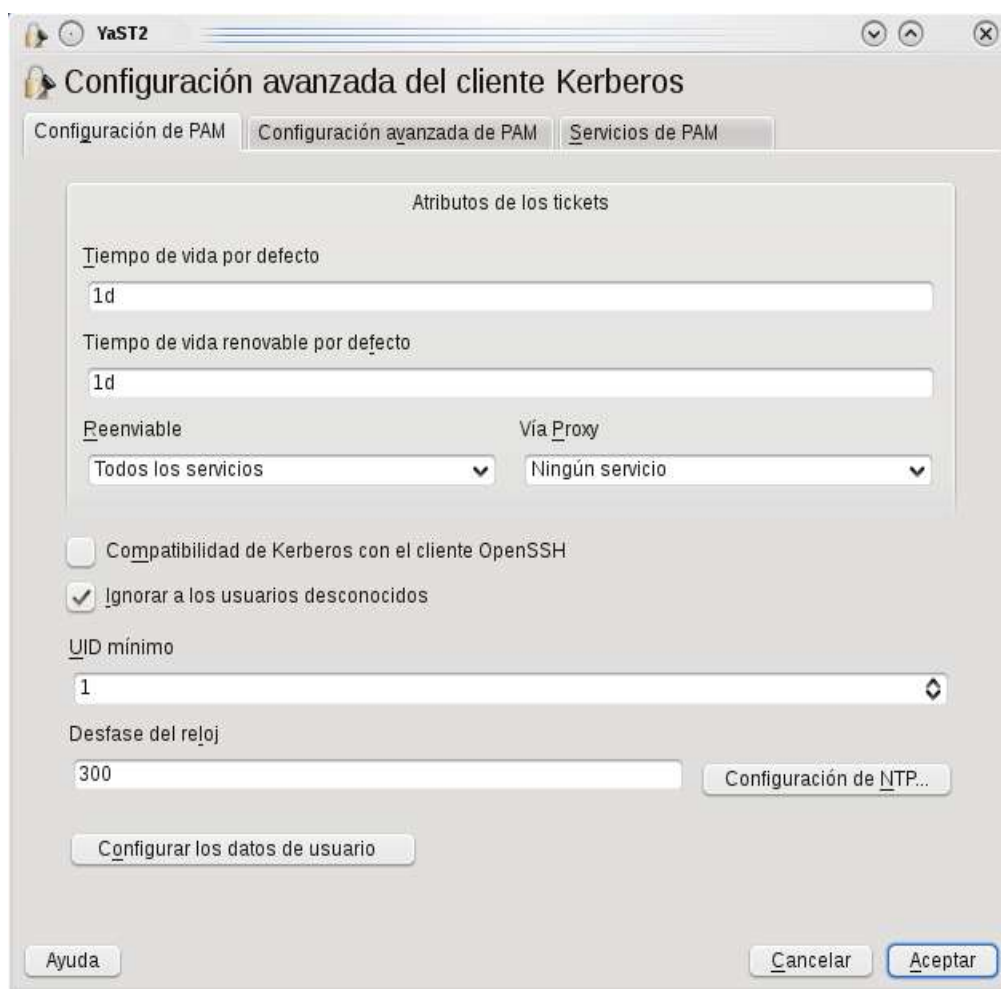 YaST2
Configuración avanzada del cliente Kerberos
Configuración de PAM Configuración avanzada de PAM Servicios de PAM
Atributos de los tickets
Tiempo de vida por defecto
1d
Tiempo de vida renovable por defecto
1d
Reenviable Vía Proxy
Todos los servicios Ningún servicio
Compatibilidad de Kerberos con el cliente OpenSSH
Ignorar a los usuarios desconocidos
UID mínimo
1
Desfase del reloj
300 Configuración de NTP...
Configurar los datos de usuario
Ayuda Cancelar Aceptar